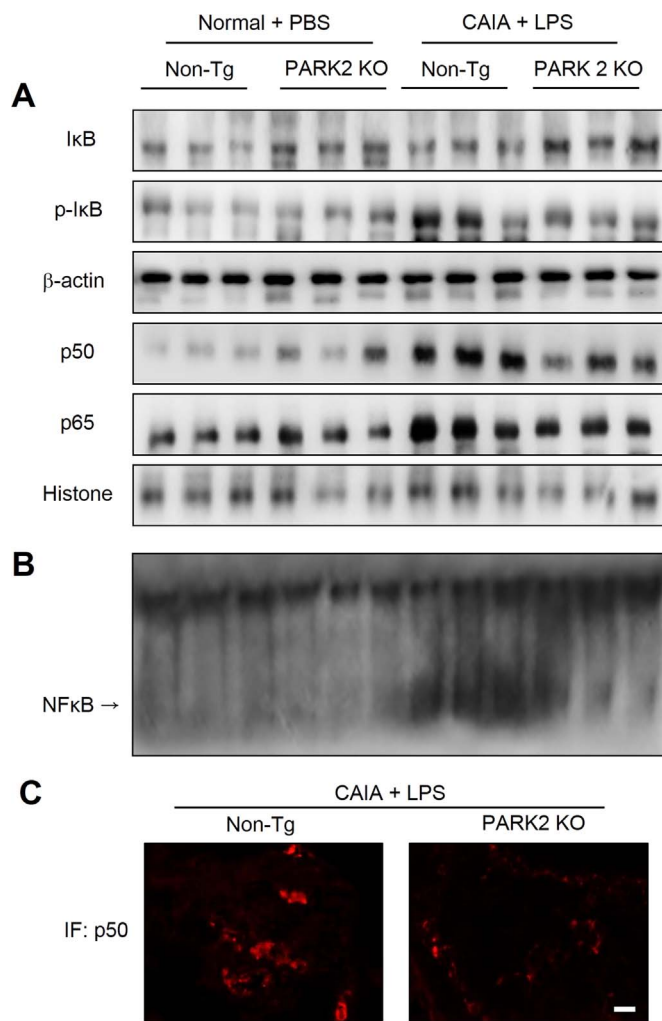 Normal + PBS CAIA + LPS
Non-Tg PARK2 KO Non-Tg PARK 2 KO
A
IκB
p-IκB
β-actin
p50
p65
Histone
B
NFκB →
C
CAIA + LPS
Non-Tg PARK2 KO
IF: p50